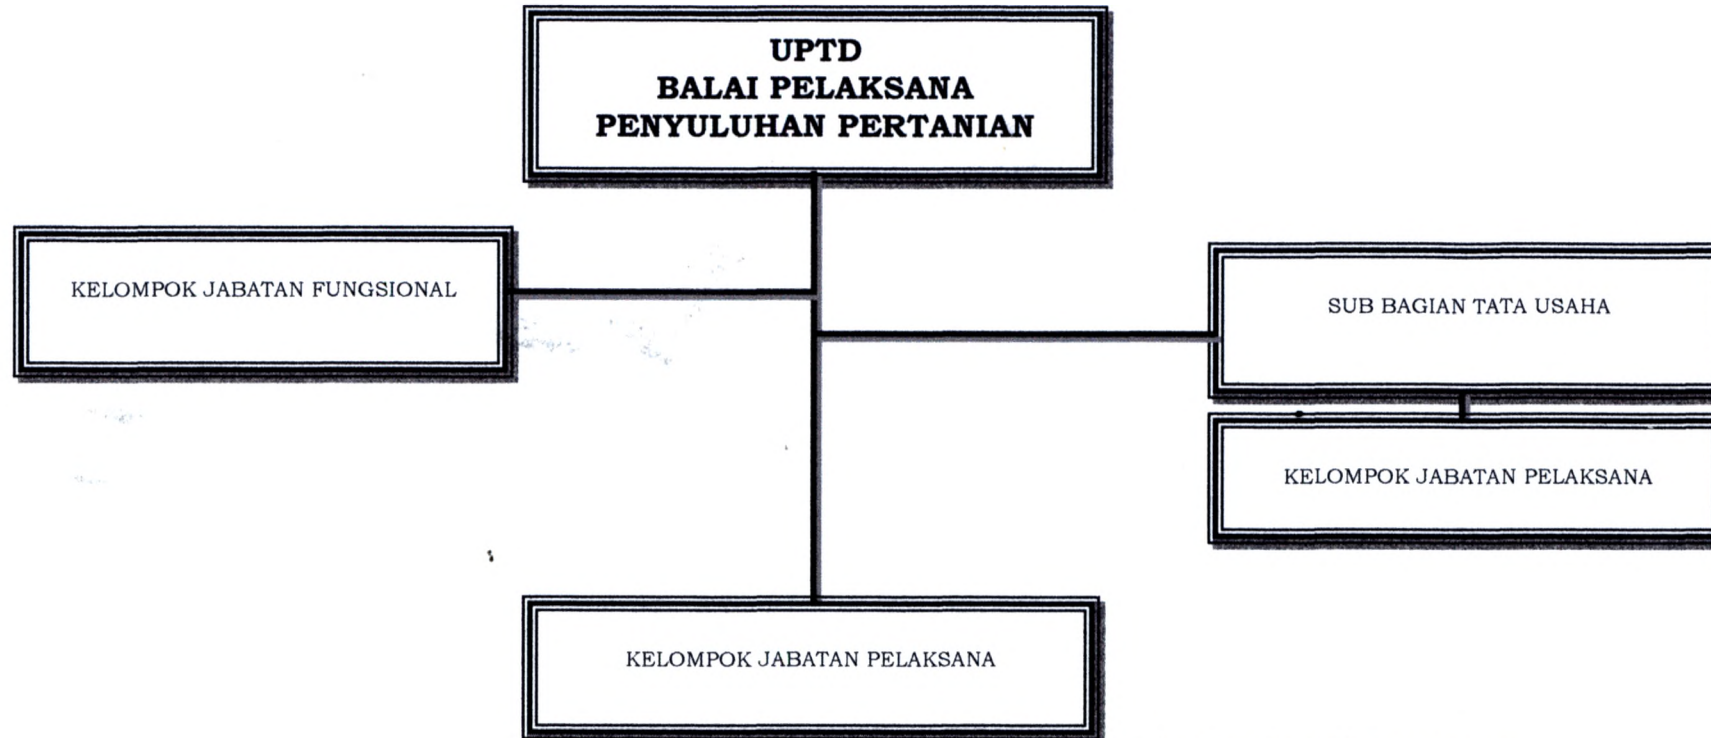 UPTD
BALAI PELAKSANA
PENYULUHAN PERTANIAN
KELOMPOK JABATAN FUNGSIONAL
SUB BAGIAN TATA USAHA
KELOMPOK JABATAN PELAKSANA
KELOMPOK JABATAN PELAKSANA